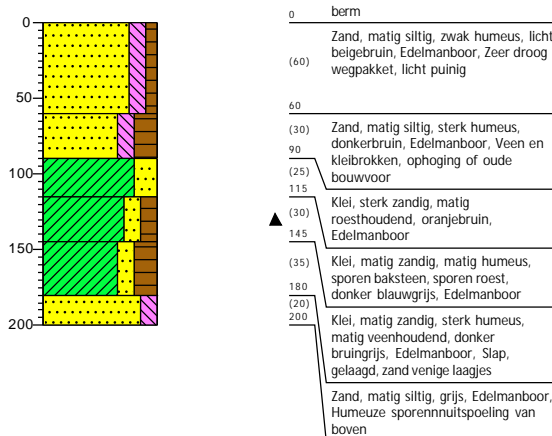 0
50
100
150
200
0 berm
Zand, matig siltig, zwak humeus, licht
beigebruin, Edelmanboor, Zeer droog
(60) wegpakket, licht puinig
60
(30) Zand, matig siltig, sterk humeus,
donkerbruin, Edelmanboor, Veen en
90 kleibrokken, ophoging of oude
bouwvoor
(25)
115
Klei, sterk zandig, matig
(30) roesthoudend, oranjebruin,
Edelmanboor
145
(35) Klei, matig zandig, matig humeus,
sporen baksteen, sporen roest,
donker blauwgrijs, Edelmanboor
180
(20)
200
Klei, matig zandig, sterk humeus,
matig veenhoudend, donker
bruingrijs, Edelmanboor, Slap,
gelaagd, zand venige laagjes
Zand, matig siltig, grijs, Edelmanboor,
Humeuze sporennnuitspoeling van
boven